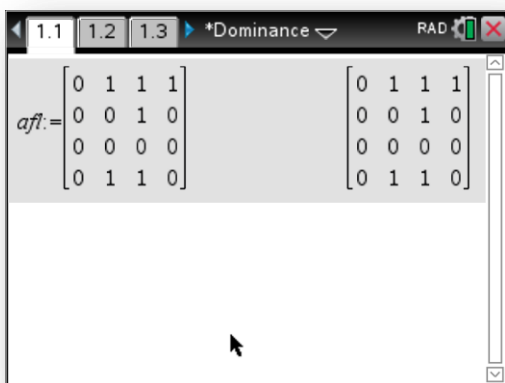 1.1 1.2 1.3 *Dominance RAD
0 1 1 1 0 1 1 1
afl:= 0 0 1 0 0 0 1 0
0 0 0 0 0 0 0 0
0 1 1 0 0 1 1 0